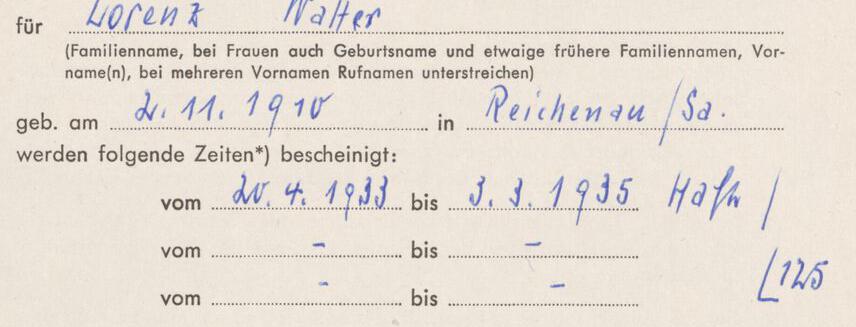 für Lorenz Walter
(Familienname, bei Frauen auch Geburtsname und etwaige frühere Familiennamen, Vor-
name(n), bei mehreren Vornamen Rufnamen unterstreichen)
geb. am 2. 11. 1910 in Reichenau/Sa.
werden folgende Zeiten*) bescheinigt:
vom 20. 4. 1933 bis 3. 3. 1935 Haft /
vom - bis -
[125
vom - bis -